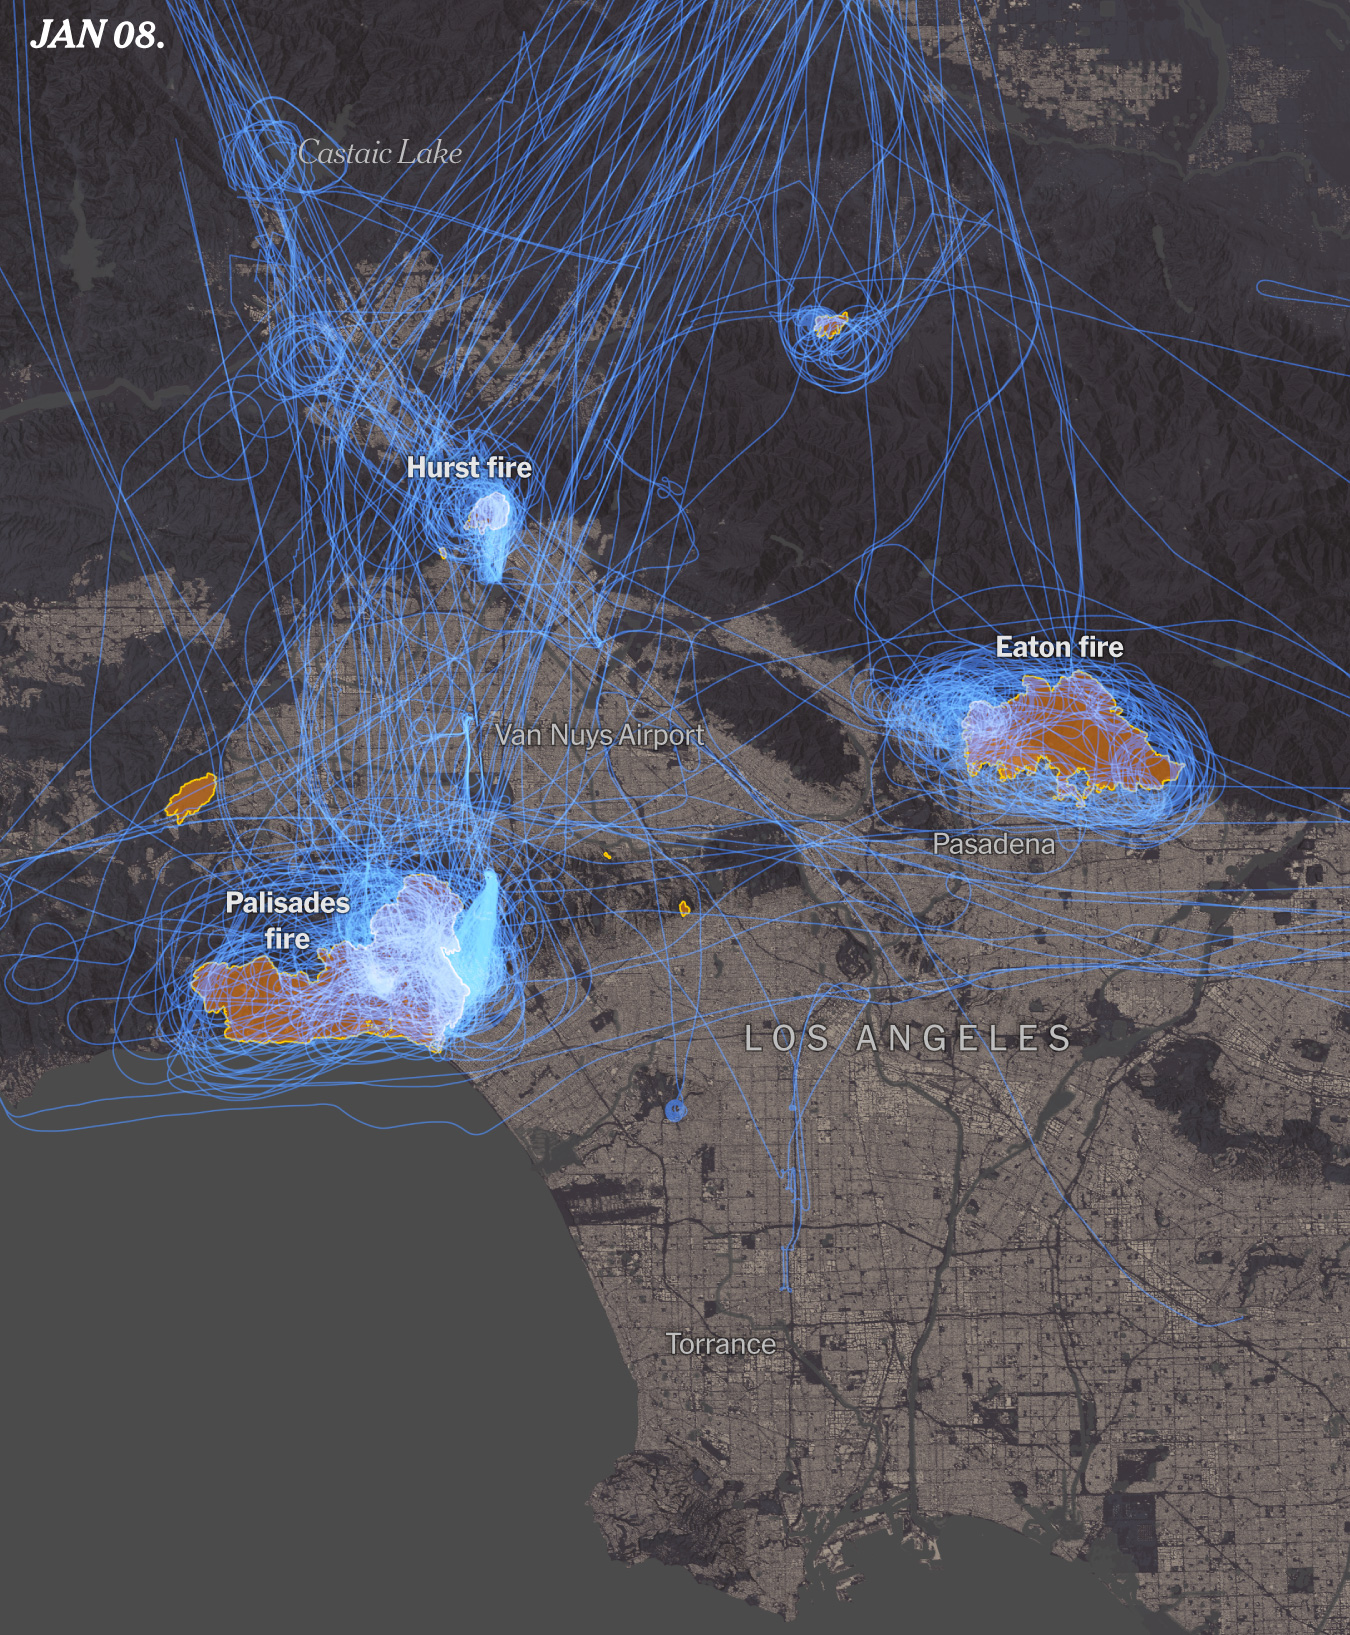 JAN 08.
Castaic Lake
Hurst fire
Eaton fire
Van Nuys Airport
Pasadena
Palisades
fire
LOS ANGELES
Torrance